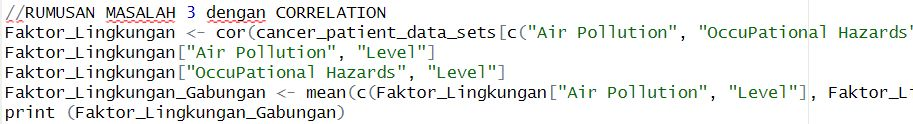 //RUMUSAN MASALAH 3 dengan CORRELATION
Faktor_Lingkungan <- cor(cancer_patient_data_sets[c("Air Pollution", "OccuPational Hazards"
Faktor_Lingkungan["Air Pollution", "Level"]
Faktor_Lingkungan["OccuPational Hazards", "Level"]
Faktor_Lingkungan_Gabungan <- mean(c(Faktor_Lingkungan["Air Pollution", "Level"], Faktor_Li
print (Faktor_Lingkungan_Gabungan)